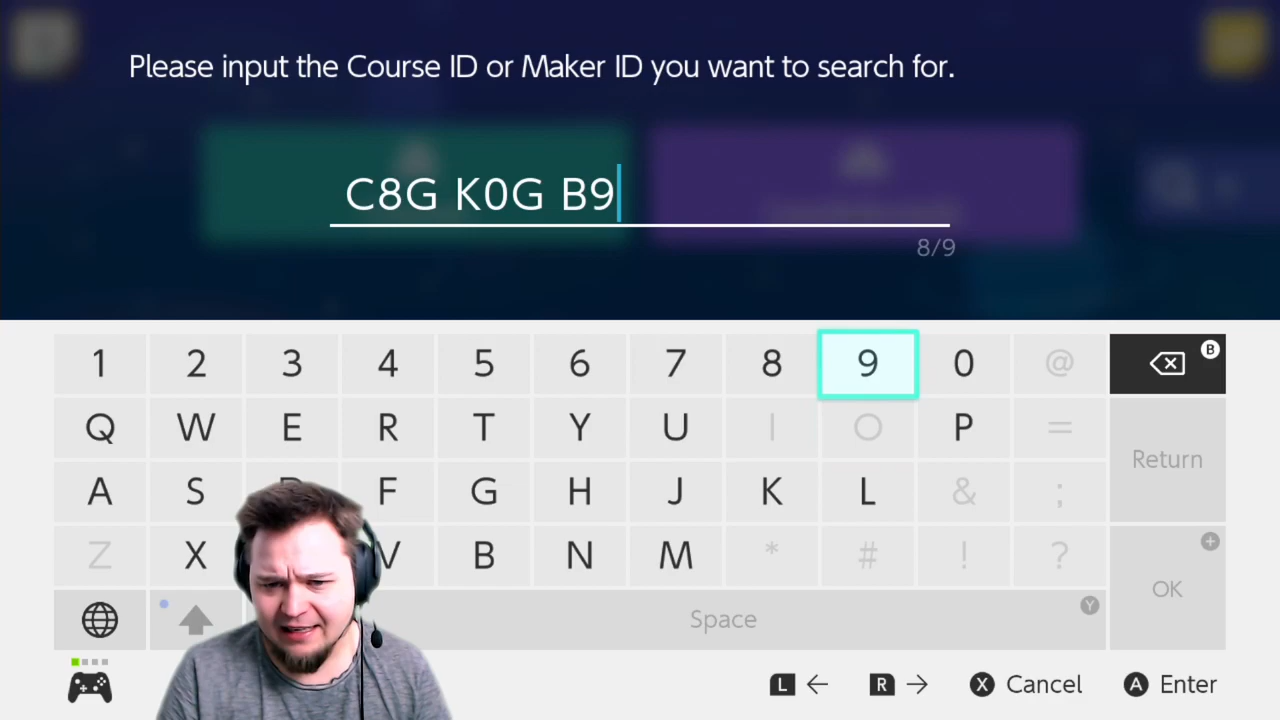 Please input the Course ID or Maker ID you want to search for.
C8G K0G B9
8/9
1 2 3 4 5 6 7 8 9 0 @ B
Q W E R T Y U I O P =
Return
A S F G H J K L & ;
Z X V B N M * # ! ? +
OK
Space Y
L ← R → X Cancel A Enter